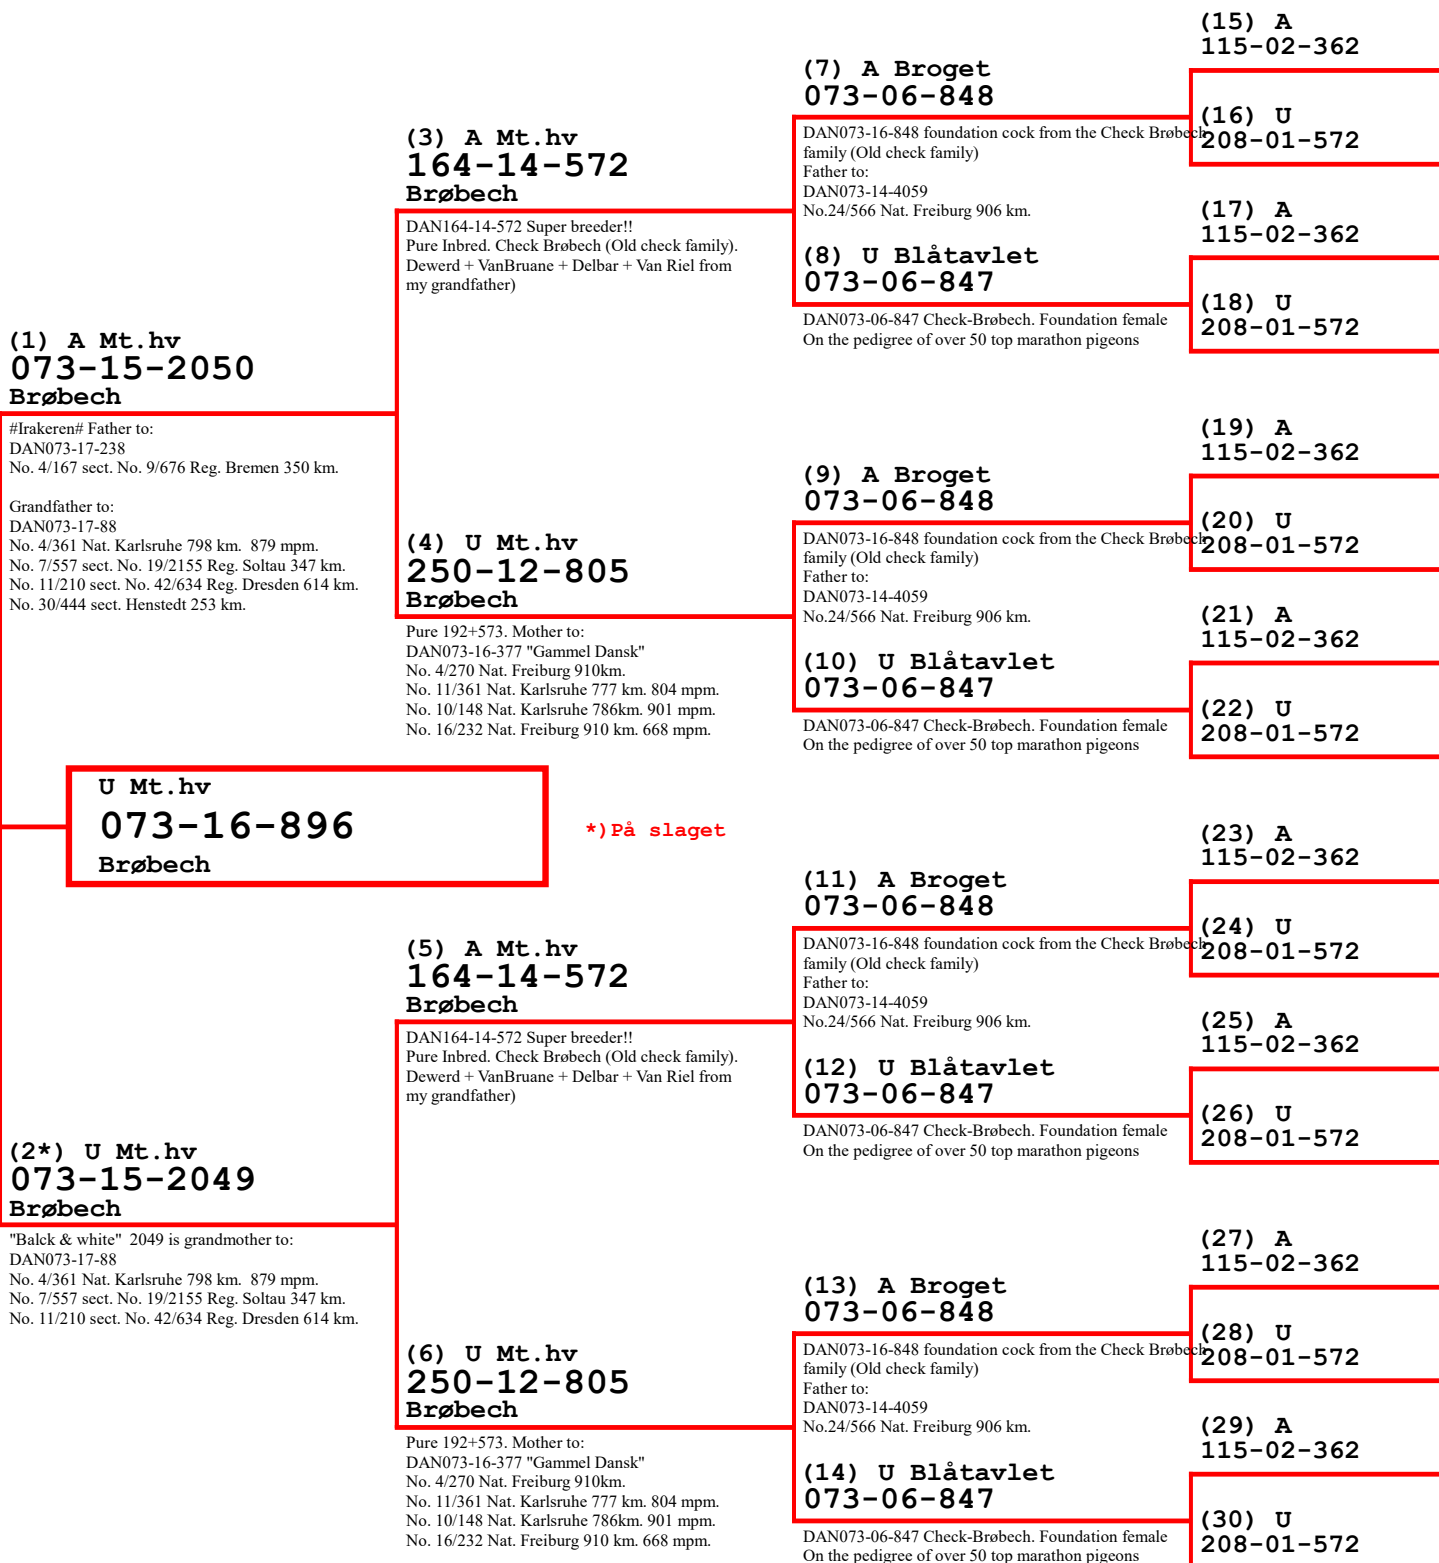 (1) A Mt.hv
073-15-2050
Brøbech
#Irakeren# Father to:
DAN073-17-238
No. 4/167 sect. No. 9/676 Reg. Bremen 350 km.
Grandfather to:
DAN073-17-88
No. 4/361 Nat. Karlsruhe 798 km.  879 mpm.
No. 7/557 sect. No. 19/2155 Reg. Soltau 347 km.
No. 11/210 sect. No. 42/634 Reg. Dresden 614 km.
No. 30/444 sect. Henstedt 253 km.
U Mt.hv
073-16-896
Brøbech
*)På slaget
(2*) U Mt.hv
073-15-2049
Brøbech
"Balck & white"  2049 is grandmother to:
DAN073-17-88
No. 4/361 Nat. Karlsruhe 798 km.  879 mpm.
No. 7/557 sect. No. 19/2155 Reg. Soltau 347 km.
No. 11/210 sect. No. 42/634 Reg. Dresden 614 km.
(3) A Mt.hv
164-14-572
Brøbech
DAN164-14-572 Super breeder!!
Pure Inbred. Check Brøbech (Old check family).
Dewerd + VanBruane + Delbar + Van Riel from
my grandfather)
(4) U Mt.hv
250-12-805
Brøbech
Pure 192+573. Mother to:
DAN073-16-377 "Gammel Dansk"
No. 4/270 Nat. Freiburg 910km.
No. 11/361 Nat. Karlsruhe 777 km. 804 mpm.
No. 10/148 Nat. Karlsruhe 786km. 901 mpm.
No. 16/232 Nat. Freiburg 910 km. 668 mpm.
(5) A Mt.hv
164-14-572
Brøbech
DAN164-14-572 Super breeder!!
Pure Inbred. Check Brøbech (Old check family).
Dewerd + VanBruane + Delbar + Van Riel from
my grandfather)
(6) U Mt.hv
250-12-805
Brøbech
Pure 192+573. Mother to:
DAN073-16-377 "Gammel Dansk"
No. 4/270 Nat. Freiburg 910km.
No. 11/361 Nat. Karlsruhe 777 km. 804 mpm.
No. 10/148 Nat. Karlsruhe 786km. 901 mpm.
No. 16/232 Nat. Freiburg 910 km. 668 mpm.
(7) A Broget
073-06-848
DAN073-16-848 foundation cock from the Check Brøbech
family (Old check family)
Father to:
DAN073-14-4059
No.24/566 Nat. Freiburg 906 km.
(8) U Blåtavlet
073-06-847
DAN073-06-847 Check-Brøbech. Foundation female
On the pedigree of over 50 top marathon pigeons
(9) A Broget
073-06-848
DAN073-16-848 foundation cock from the Check Brøbech
family (Old check family)
Father to:
DAN073-14-4059
No.24/566 Nat. Freiburg 906 km.
(10) U Blåtavlet
073-06-847
DAN073-06-847 Check-Brøbech. Foundation female
On the pedigree of over 50 top marathon pigeons
(11) A Broget
073-06-848
DAN073-16-848 foundation cock from the Check Brøbech
family (Old check family)
Father to:
DAN073-14-4059
No.24/566 Nat. Freiburg 906 km.
(12) U Blåtavlet
073-06-847
DAN073-06-847 Check-Brøbech. Foundation female
On the pedigree of over 50 top marathon pigeons
(13) A Broget
073-06-848
DAN073-16-848 foundation cock from the Check Brøbech
family (Old check family)
Father to:
DAN073-14-4059
No.24/566 Nat. Freiburg 906 km.
(14) U Blåtavlet
073-06-847
DAN073-06-847 Check-Brøbech. Foundation female
On the pedigree of over 50 top marathon pigeons
(15) A
115-02-362
(16) U
208-01-572
(17) A
115-02-362
(18) U
208-01-572
(19) A
115-02-362
(20) U
208-01-572
(21) A
115-02-362
(22) U
208-01-572
(23) A
115-02-362
(24) U
208-01-572
(25) A
115-02-362
(26) U
208-01-572
(27) A
115-02-362
(28) U
208-01-572
(29) A
115-02-362
(30) U
208-01-572